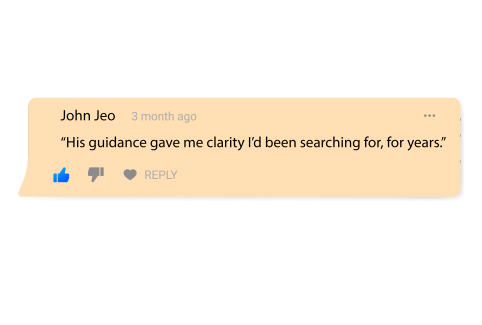 John Jeo 3 month ago
“His guidance gave me clarity I’d been searching for, for years.”
REPLY